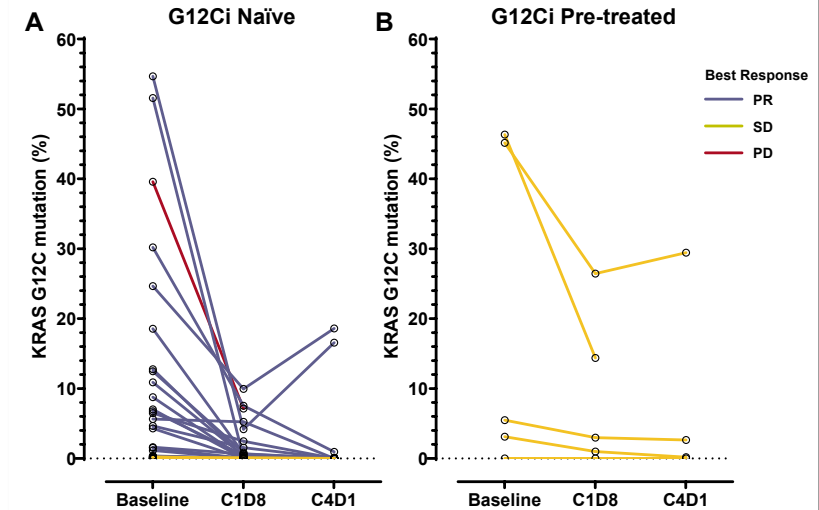 A G12Ci Naïve
KRAS G12C mutation (%)
60
50
40
30
20
10
0
Baseline C1D8 C4D1
B G12Ci Pre-treated
KRAS G12C mutation (%)
60
50
40
30
20
10
0
Baseline C1D8 C4D1
Best Response
PR
SD
PD